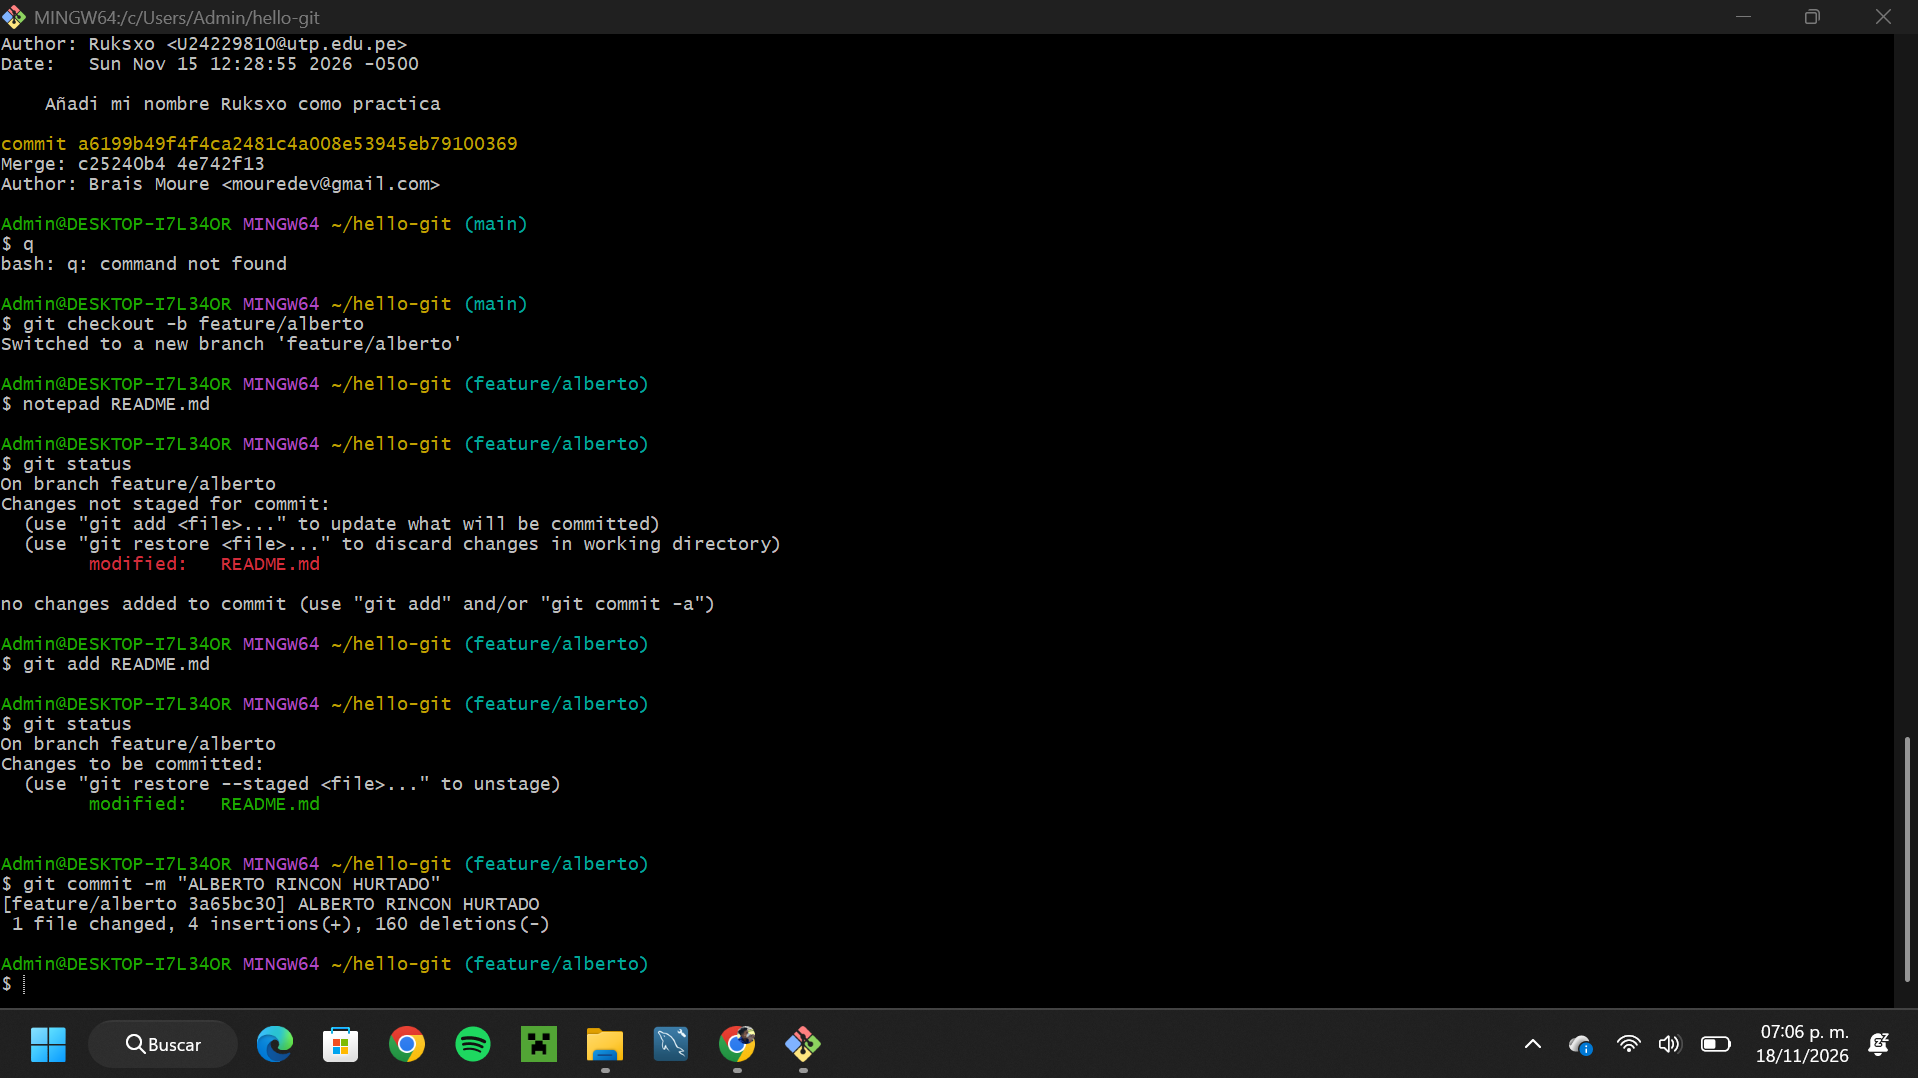 MINGW64:/c/Users/Admin/hello-git
Author: Ruksxo <U24229810@utp.edu.pe>
Date:   Sun Nov 15 12:28:55 2026 -0500
Añadi mi nombre Ruksxo como practica
commit a6199b49f4f4ca2481c4a008e53945eb79100369
Merge: c25240b4 4e742f13
Author: Brais Moure <mouredev@gmail.com>
Admin@DESKTOP-I7L34OR MINGW64 ~/hello-git (main)
$ q
bash: q: command not found
Admin@DESKTOP-I7L34OR MINGW64 ~/hello-git (main)
$ git checkout -b feature/alberto
Switched to a new branch 'feature/alberto'
Admin@DESKTOP-I7L34OR MINGW64 ~/hello-git (feature/alberto)
$ notepad README.md
Admin@DESKTOP-I7L34OR MINGW64 ~/hello-git (feature/alberto)
$ git status
On branch feature/alberto
Changes not staged for commit:
(use "git add <file>..." to update what will be committed)
(use "git restore <file>..." to discard changes in working directory)
modified:   README.md
no changes added to commit (use "git add" and/or "git commit -a")
Admin@DESKTOP-I7L34OR MINGW64 ~/hello-git (feature/alberto)
$ git add README.md
Admin@DESKTOP-I7L34OR MINGW64 ~/hello-git (feature/alberto)
$ git status
On branch feature/alberto
Changes to be committed:
(use "git restore --staged <file>..." to unstage)
modified:   README.md
Admin@DESKTOP-I7L34OR MINGW64 ~/hello-git (feature/alberto)
$ git commit -m "ALBERTO RINCON HURTADO"
[feature/alberto 3a65bc30] ALBERTO RINCON HURTADO
1 file changed, 4 insertions(+), 160 deletions(-)
Admin@DESKTOP-I7L34OR MINGW64 ~/hello-git (feature/alberto)
$
Buscar
07:06 p. m.
18/11/2026